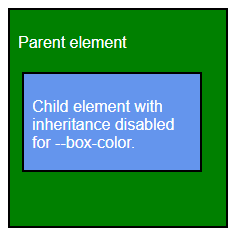 Parent element
Child element with
inheritance disabled
for --box-color.